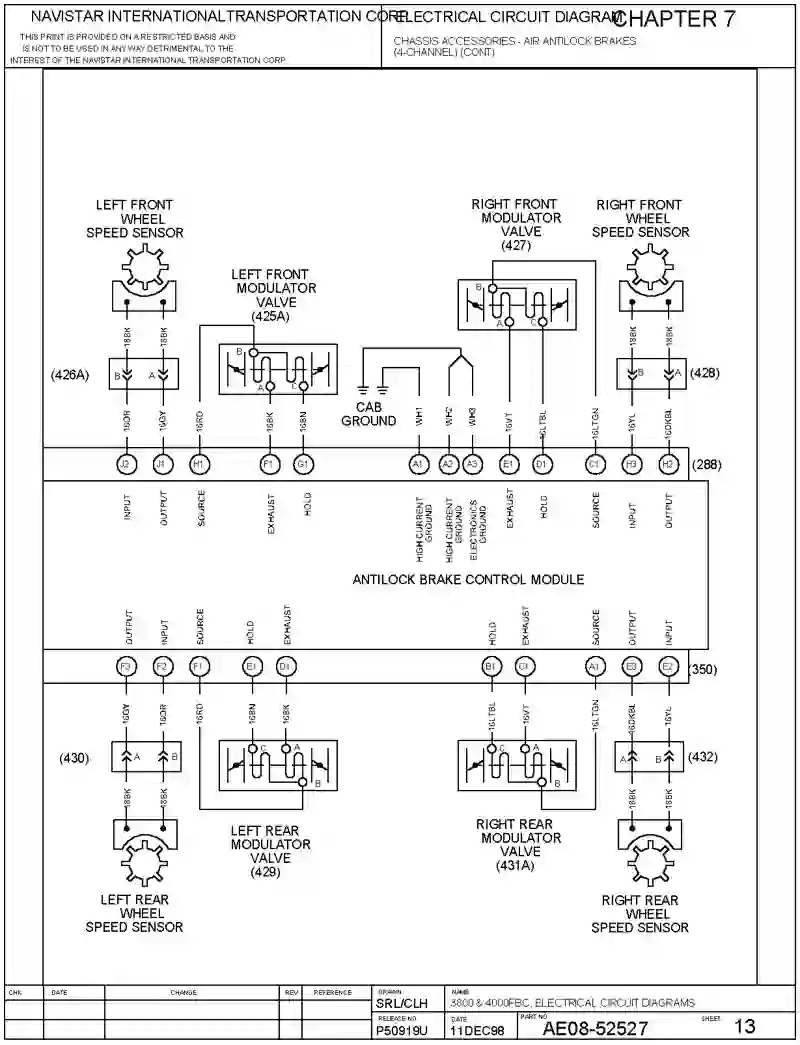 NAVISTAR INTERNATIONALTRANSPORTATION CORP.
THIS PRINT IS PROVIDED ON A RESTRICTED BASIS AND
IS NOT TO BE USED IN ANY WAY DETRIMENTAL TO THE
INTEREST OF THE NAVISTAR INTERNATIONAL TRANSPORTATION CORP
ELECTRICAL CIRCUIT DIAGRAM
CHAPTER 7
CHASSIS ACCESSORIES - AIR ANTILOCK BRAKES
(4-CHANNEL) (CONT)
LEFT FRONT
WHEEL
SPEED SENSOR
LEFT FRONT
MODULATOR
VALVE
(425A)
RIGHT FRONT
MODULATOR
VALVE
(427)
RIGHT FRONT
WHEEL
SPEED SENSOR
B
A
C
B
A
C
18BK
18BK
18BK
18BK
(426A)
B
A
B
A
(428)
CAB
GROUND
16OR
16GY
16RD
16BK
16BN
WH1
WH2
WH3
16VT
16LTBL
16LTGN
16YL
16DKBL
J2
J1
H1
F1
G1
A1
A2
A3
E1
D1
C1
H3
H2
(288)
INPUT
OUTPUT
SOURCE
EXHAUST
HOLD
HIGH CURRENT
GROUND
HIGH CURRENT
GROUND
ELECTRONICS
GROUND
EXHAUST
HOLD
SOURCE
INPUT
OUTPUT
ANTILOCK BRAKE CONTROL MODULE
OUTPUT
INPUT
SOURCE
HOLD
EXHAUST
HOLD
EXHAUST
SOURCE
OUTPUT
INPUT
F3
F2
F1
E1
D1
B1
C1
A1
E3
E2
(350)
16GY
16OR
16RD
16BN
16BK
16LTBL
16VT
16LTGN
16DKBL
16YL
(430)
A
B
C
A
B
C
A
B
A
B
(432)
18BK
18BK
18BK
18BK
LEFT REAR
MODULATOR
VALVE
(429)
RIGHT REAR
MODULATOR
VALVE
(431A)
LEFT REAR
WHEEL
SPEED SENSOR
RIGHT REAR
WHEEL
SPEED SENSOR
CHK
DATE
CHANGE
REV
REFERENCE
DRAWN
SRL/CLH
NAME
3800 & 4000FBC, ELECTRICAL CIRCUIT DIAGRAMS
RELEASE NO.
P50919U
DATE
11DEC98
PART NO.
AE08-52527
SHEET
13